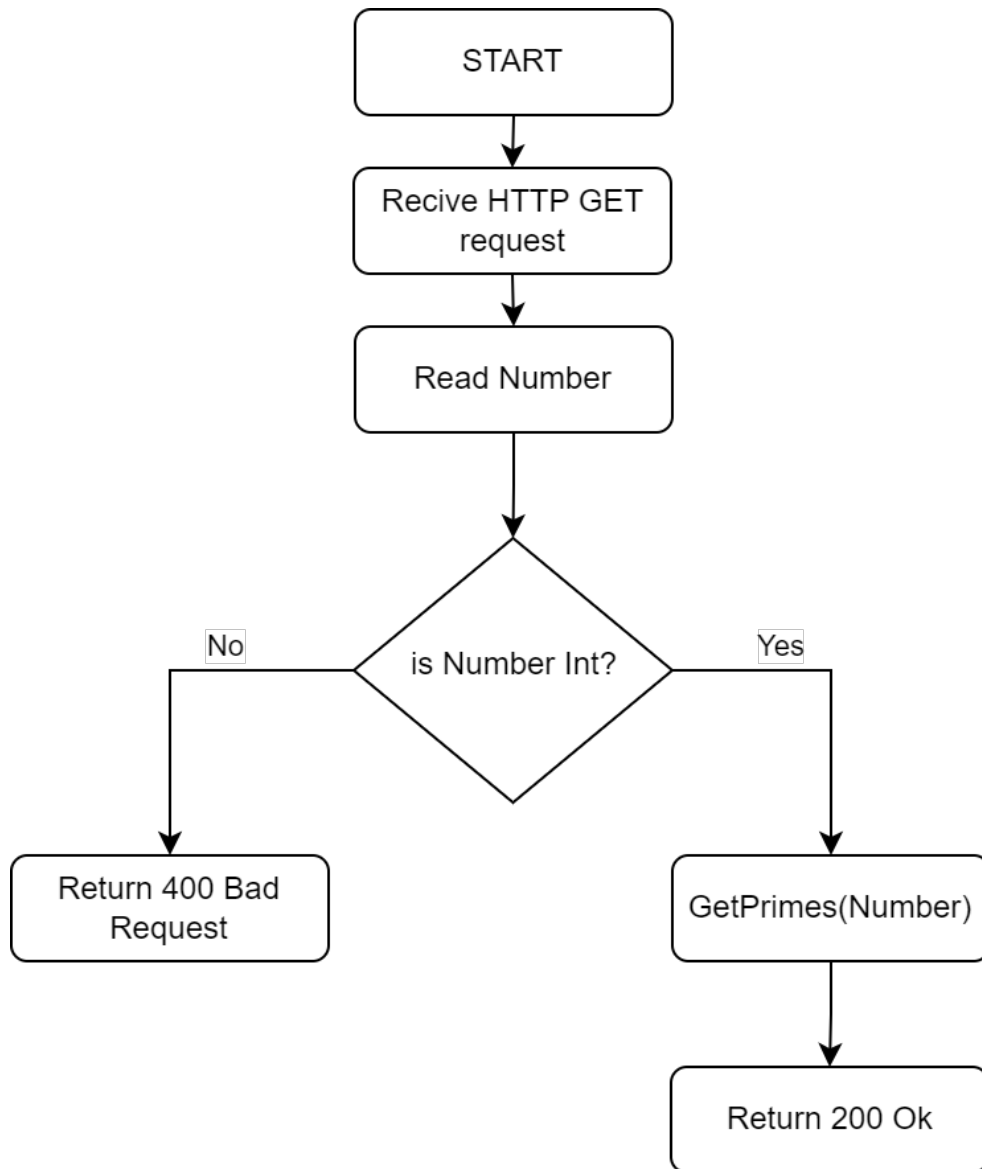 START
Recive HTTP GET
request
Read Number
is Number Int?
No
Yes
Return 400 Bad
Request
GetPrimes(Number)
Return 200 Ok